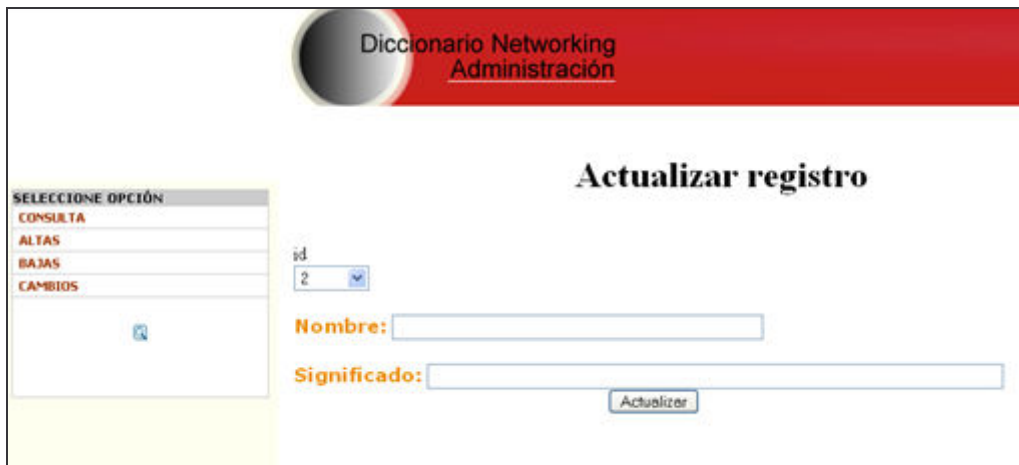 Diccionario Networking
Administración
Actualizar registro
SELECCIONE OPCIÓN
CONSULTA
ALTAS
BAJAS
CAMBIOS
id
2
Nombre:
Significado:
Actualizar